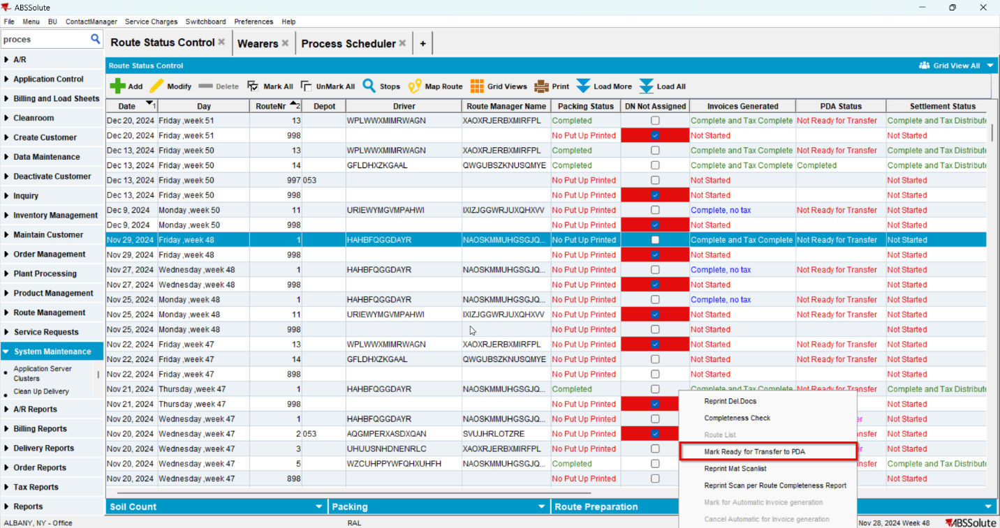 ABSSolute
File Menu BU ContactManager Service Charges Switchboard Preferences Help
proces
Route Status Control
Wearers
Process Scheduler
+
A/R
Application Control
Billing and Load Sheets
Cleanroom
Create Customer
Data Maintenance
Deactivate Customer
Inquiry
Inventory Management
Maintain Customer
Order Management
Plant Processing
Product Management
Route Management
Service Requests
System Maintenance
Application Server
Clusters
Clean Up Delivery
A/R Reports
Billing Reports
Delivery Reports
Order Reports
Tax Reports
Reports
Route Status Control Grid View All
Add Modify Delete Mark All UnMark All Stops Map Route Grid Views Print Load More Load All
Date 1 Day RouteNr 2 Depot Driver Route Manager Name Packing Status DN Not Assigned Invoices Generated PDA Status Settlement Status
Dec 20, 2024 Friday ,week 51 13 WPLWWXMIMRWAGN XAOXRJERBXMIRFPL Completed Complete and Tax Complete Not Ready for Transfer Complete and Tax Distribute
Dec 20, 2024 Friday ,week 51 998 No Put Up Printed Not Started Not Started
Dec 13, 2024 Friday ,week 50 13 WPLWWXMIMRWAGN XAOXRJERBXMIRFPL Completed Complete and Tax Complete Not Ready for Transfer Complete and Tax Distribute
Dec 13, 2024 Friday ,week 50 14 GFLDHXZKGAAL QWGUBSZKNUSQMYE Completed Complete and Tax Complete Completed Complete and Tax Distribute
Dec 13, 2024 Friday ,week 50 997 053 No Put Up Printed Not Started Not Started
Dec 13, 2024 Friday ,week 50 998 No Put Up Printed Not Started Not Started
Dec 9, 2024 Monday ,week 50 11 URIEWYMGVMPAHWI IXIZJGGWRJUXQHXVV No Put Up Printed Complete, no tax Not Ready for Transfer Not Started
Dec 9, 2024 Monday ,week 50 998 No Put Up Printed Not Started Not Started
Nov 29, 2024 Friday ,week 48 1 HAHBFQGGDAYR NAOSKMMUHGSGJQ... No Put Up Printed Complete and Tax Complete Not Ready for Transfer Not Started
Nov 29, 2024 Friday ,week 48 998 No Put Up Printed Not Started Not Started
Nov 27, 2024 Wednesday ,week 48 1 HAHBFQGGDAYR NAOSKMMUHGSGJQ... No Put Up Printed Complete, no tax Not Ready for Transfer Not Started
Nov 27, 2024 Wednesday ,week 48 998 No Put Up Printed Not Started Not Started
Nov 25, 2024 Monday ,week 48 1 HAHBFQGGDAYR NAOSKMMUHGSGJQ... No Put Up Printed Complete, no tax Not Ready for Transfer Not Started
Nov 25, 2024 Monday ,week 48 11 URIEWYMGVMPAHWI IXIZJGGWRJUXQHXVV No Put Up Printed Not Started Not Ready for Transfer Not Started
Nov 25, 2024 Monday ,week 48 998 No Put Up Printed Not Started Not Started
Nov 22, 2024 Friday ,week 47 13 WPLWWXMIMRWAGN XAOXRJERBXMIRFPL No Put Up Printed Not Started Not Ready for Transfer Not Started
Nov 22, 2024 Friday ,week 47 14 GFLDHXZKGAAL QWGUBSZKNUSQMYE No Put Up Printed Not Started Not Ready for Transfer Not Started
Nov 22, 2024 Friday ,week 47 898 No Put Up Printed Not Started Not Started
Nov 21, 2024 Thursday ,week 47 1 HAHBFQGGDAYR NAOSKMMUHGSGJQ... Completed Complete and Tax Complete Not Ready for Transfer Complete and Tax Distribute
Nov 21, 2024 Thursday ,week 47 998 No Put Up Printed Not Started
Nov 20, 2024 Wednesday ,week 47 1 HAHBFQGGDAYR NAOSKMMUHGSGJQ... No Put Up Printed er Not Started
Nov 20, 2024 Wednesday ,week 47 2 053 AQGMPERXASDXQAN SVUJHRLOTZRE No Put Up Printed nsfer Not Started
Nov 20, 2024 Wednesday ,week 47 3 UHUUSNHDNENRLC XAOXRJERBXMIRFPL No Put Up Printed r Not Started
Nov 20, 2024 Wednesday ,week 47 5 WZCUHPPYWFQHXUHFH NAOSKMMUHGSGJQ... Completed nsfer Complete and Tax Distribute
Nov 20, 2024 Wednesday ,week 47 898 No Put Up Printed Not Started
Reprint Del.Docs
Completeness Check
Route List
Mark Ready for Transfer to PDA
Reprint Mat Scanlist
Reprint Scan per Route Completeness Report
Mark for Automatic Invoice generation
Cancel Automatic for Invoice generation
Soil Count Packing Route Preparation
ALBANY, NY - Office RAL Nov 28, 2024 Week 48 ABSSolute